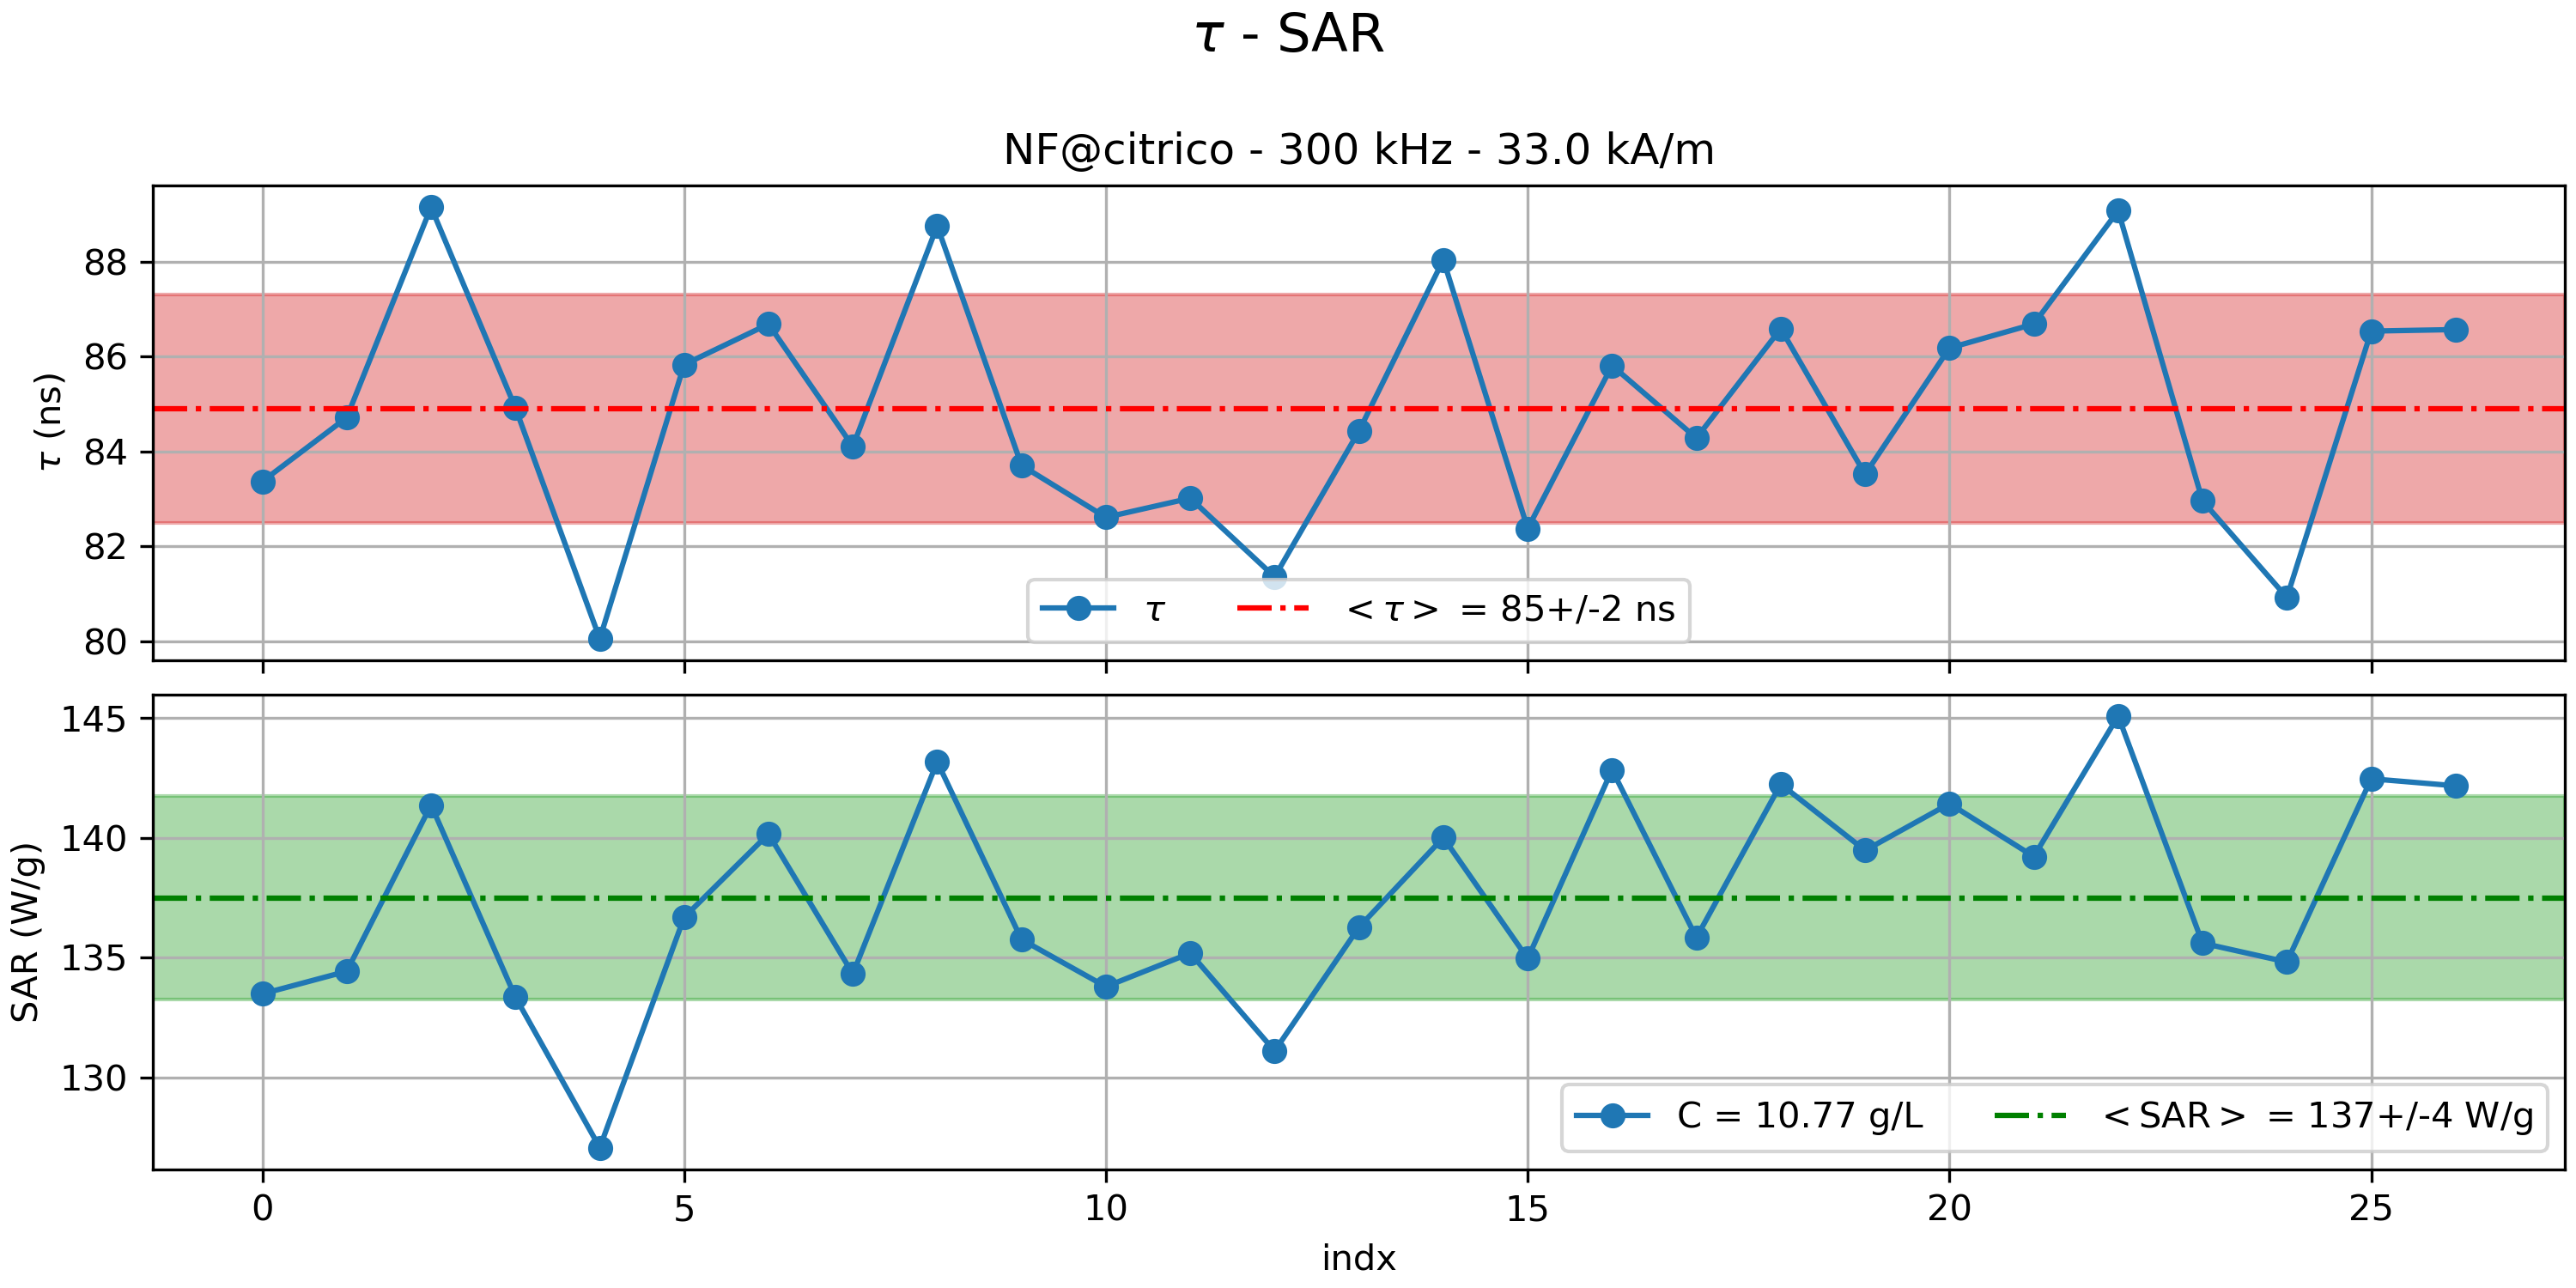 τ - SAR
NF@citrico - 300 kHz - 33.0 kA/m
τ (ns)
88
86
84
82
80
τ
<τ> = 85+/-2 ns
SAR (W/g)
145
140
135
130
C = 10.77 g/L
<SAR> = 137+/-4 W/g
0 5 10 15 20 25
indx